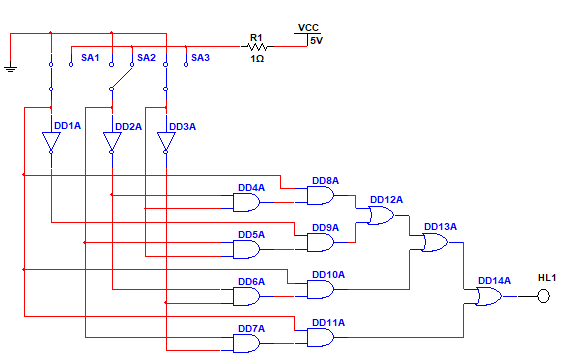 VCC
R1
5V
SA1
SA2
SA3
1Ω
DD1A
DD2A
DD3A
DD8A
DD4A
DD12A
DD9A
DD13A
DD5A
DD10A
DD6A
DD14A
HL1
DD11A
DD7A